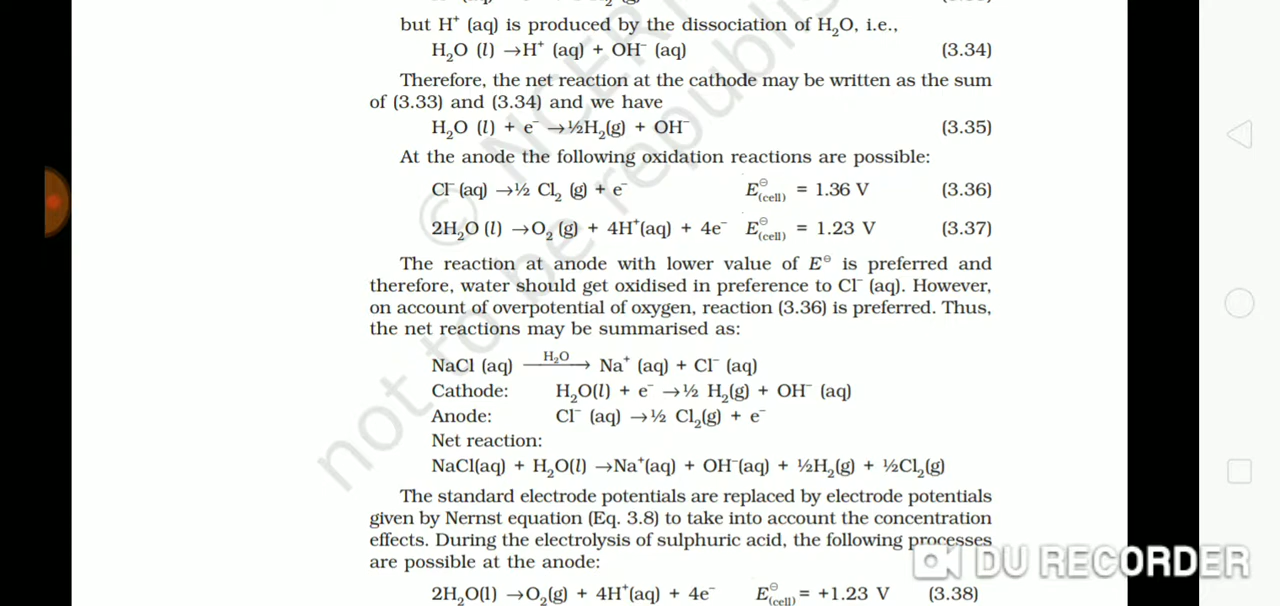 but H⁺ (aq) is produced by the dissociation of H₂O, i.e.,
H₂O (l) →H⁺ (aq) + OH⁻ (aq) (3.34)
Therefore, the net reaction at the cathode may be written as the sum
of (3.33) and (3.34) and we have
H₂O (l) + e⁻ →½H₂(g) + OH⁻ (3.35)
At the anode the following oxidation reactions are possible:
Cl⁻ (aq) →½ Cl₂ (g) + e⁻ E⊖(cell) = 1.36 V (3.36)
2H₂O (l) →O₂ (g) + 4H⁺(aq) + 4e⁻ E⊖(cell) = 1.23 V (3.37)
The reaction at anode with lower value of E⊖ is preferred and
therefore, water should get oxidised in preference to Cl⁻ (aq). However,
on account of overpotential of oxygen, reaction (3.36) is preferred. Thus,
the net reactions may be summarised as:
NaCl (aq) —H₂O→ Na⁺ (aq) + Cl⁻ (aq)
Cathode: H₂O(l) + e⁻ →½ H₂(g) + OH⁻ (aq)
Anode: Cl⁻ (aq) →½ Cl₂(g) + e⁻
Net reaction:
NaCl(aq) + H₂O(l) →Na⁺(aq) + OH⁻(aq) + ½H₂(g) + ½Cl₂(g)
The standard electrode potentials are replaced by electrode potentials
given by Nernst equation (Eq. 3.8) to take into account the concentration
effects. During the electrolysis of sulphuric acid, the following processes
are possible at the anode:
2H₂O(l) →O₂(g) + 4H⁺(aq) + 4e⁻ E⊖(cell) = +1.23 V (3.38)
© NCERT
not to be republis
DU RECORDER